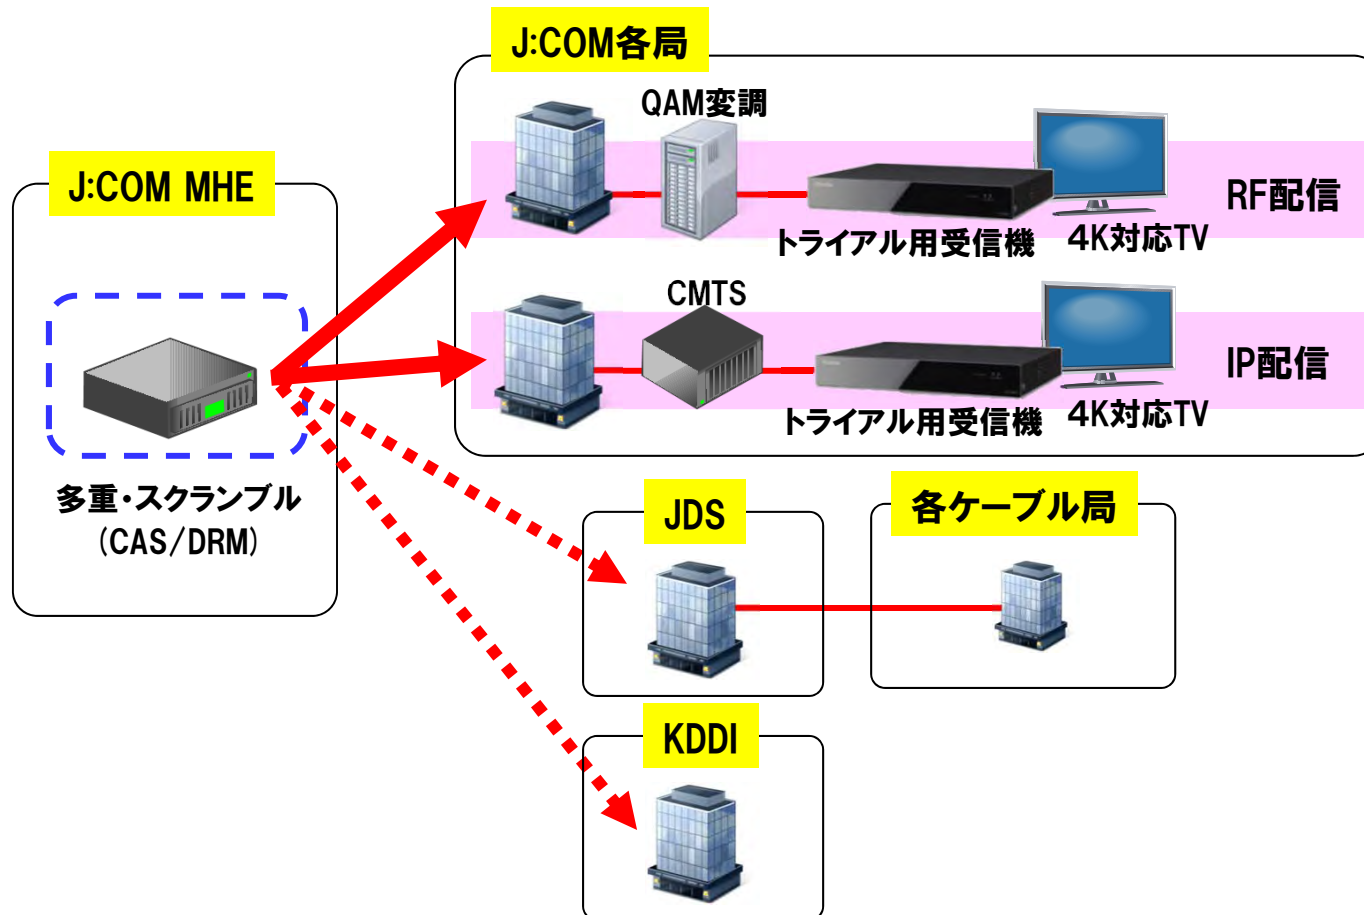 J:COM各局
QAM変調
J:COM MHE
RF配信
トライアル用受信機
4K対応TV
CMTS
IP配信
トライアル用受信機
4K対応TV
多重・スクランブル
(CAS/DRM)
JDS
各ケーブル局
KDDI